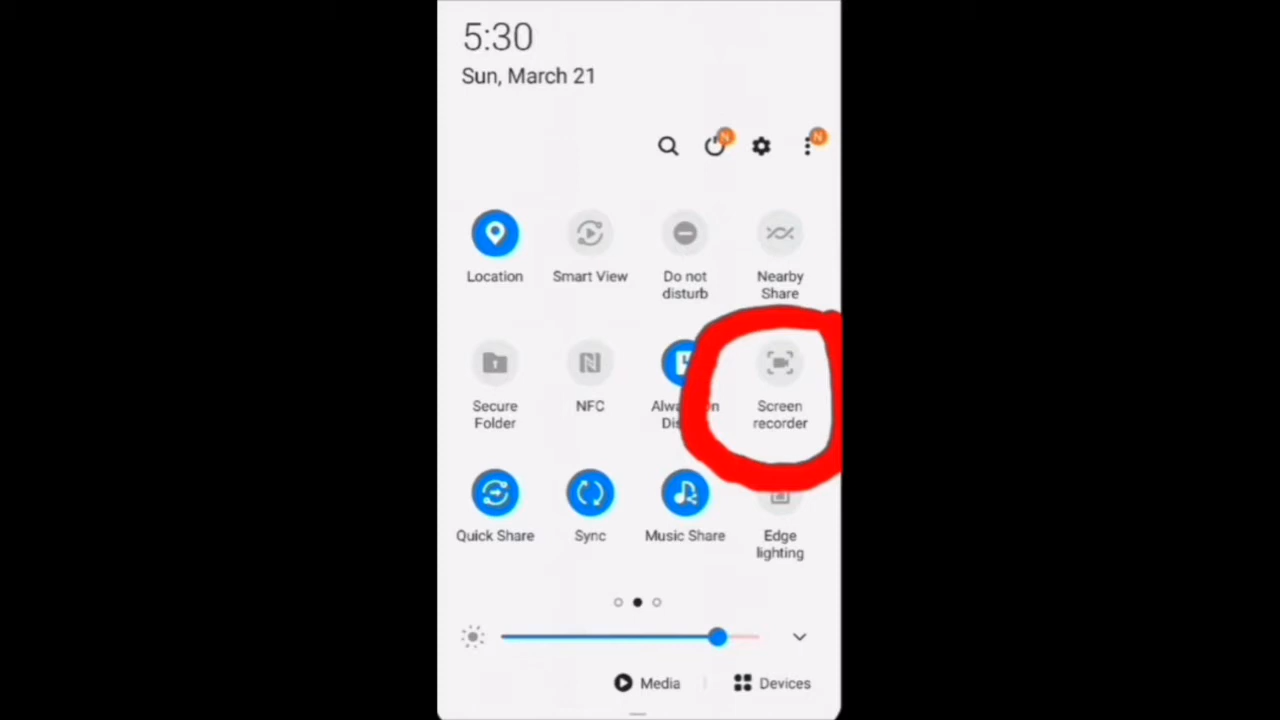 5:30
Sun, March 21
N
N
Location
Smart View
Do not
disturb
Nearby
Share
Secure
Folder
NFC
Screen
recorder
Quick Share
Sync
Music Share
Edge
lighting
Media
Devices